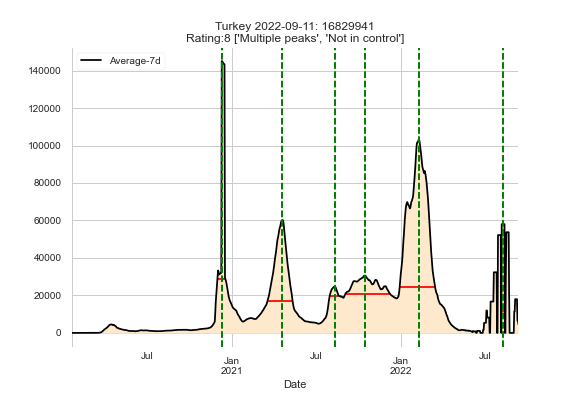 Turkey 2022-09-11: 16829941
Rating:8 ['Multiple peaks', 'Not in control']
Average-7d
140000
120000
100000
80000
60000
40000
20000
0
Jul
Jan
2021
Jul
Jan
2022
Jul
Date